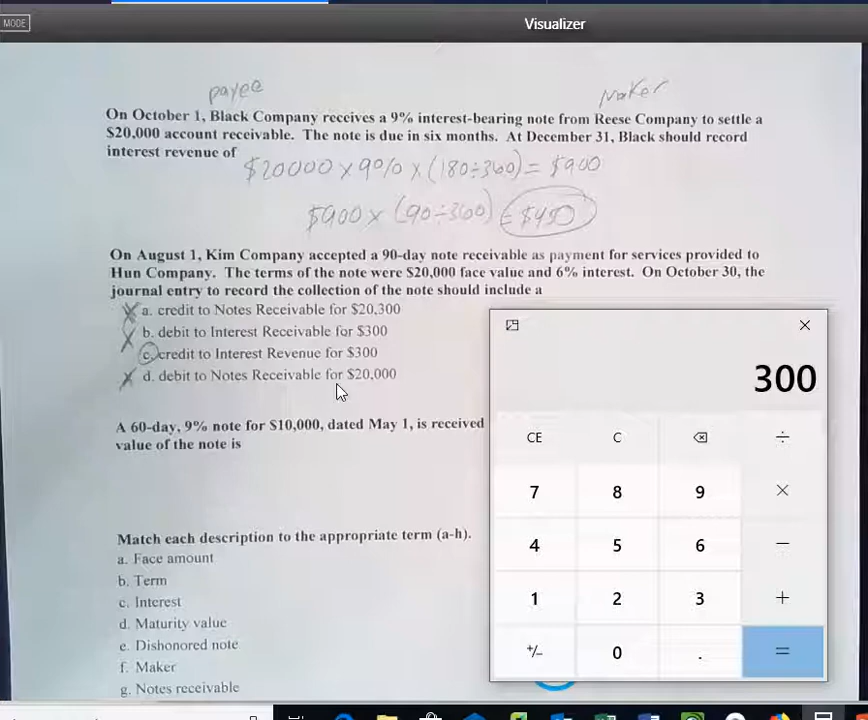 MODE
Visualizer
payee
Maker
On October 1, Black Company receives a 9% interest-bearing note from Reese Company to settle a
$20,000 account receivable. The note is due in six months. At December 31, Black should record
interest revenue of
$20000 x 9% x (180÷360) = $900
$900 x (90÷360) = $450
On August 1, Kim Company accepted a 90-day note receivable as payment for services provided to
Hun Company. The terms of the note were $20,000 face value and 6% interest. On October 30, the
journal entry to record the collection of the note should include a
a. credit to Notes Receivable for $20,300
b. debit to Interest Receivable for $300
c. credit to Interest Revenue for $300
d. debit to Notes Receivable for $20,000
A 60-day, 9% note for $10,000, dated May 1, is received
value of the note is
Match each description to the appropriate term (a-h).
a. Face amount
b. Term
c. Interest
d. Maturity value
e. Dishonored note
f. Maker
g. Notes receivable
300
CE C ÷
7 8 9 ×
4 5 6 −
1 2 3 +
+/- 0 . =